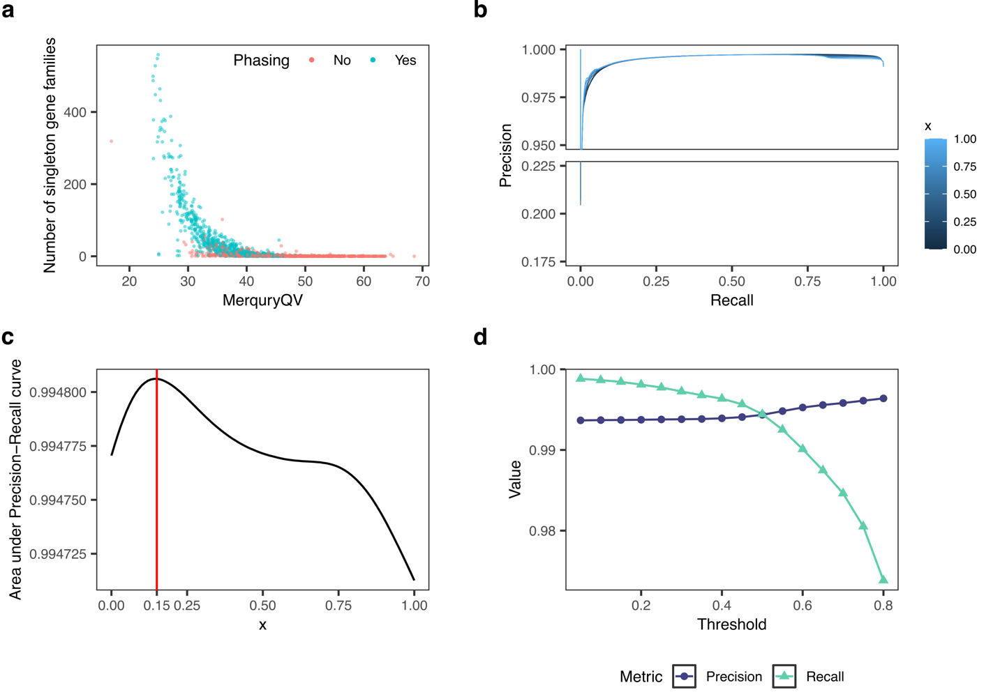 a
Number of singleton gene families
400
200
0
Phasing No Yes
20 30 40 50 60 70
MerquryQV
b
Precision
1.000
0.975
0.950
0.225
0.200
0.175
0.00 0.25 0.50 0.75 1.00
Recall
x
1.00
0.75
0.50
0.25
0.00
c
Area under Precision−Recall curve
0.994800
0.994775
0.994750
0.994725
0.00 0.15 0.25 0.50 0.75 1.00
x
d
Value
1.00
0.99
0.98
0.2 0.4 0.6 0.8
Threshold
Metric Precision Recall